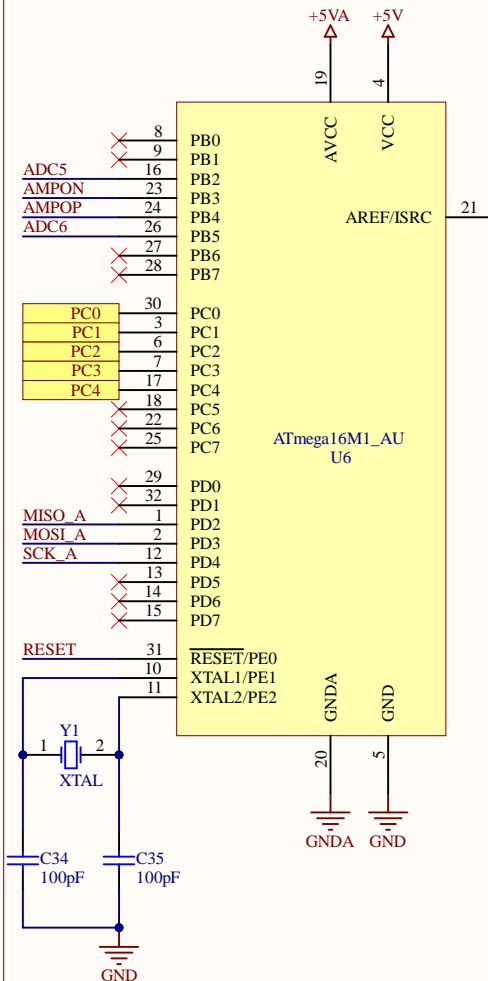 +5VA +5V
19 4
AVCC VCC
8 PB0
9 PB1
ADC5 16 PB2
AMPON 23 PB3
AMPOP 24 PB4 AREF/ISRC 21
ADC6 26 PB5
27 PB6
28 PB7
PC0 30 PC0
PC1 3 PC1
PC2 6 PC2
PC3 7 PC3
PC4 17 PC4
18 PC5
22 PC6
25 PC7
ATmega16M1_AU
U6
29 PD0
32 PD1
MISO_A 1 PD2
MOSI_A 2 PD3
SCK_A 12 PD4
13 PD5
14 PD6
15 PD7
RESET 31 RESET/PE0
10 XTAL1/PE1
11 XTAL2/PE2
GNDA GND
20 5
GNDA GND
Y1
1 2
XTAL
C34 C35
100pF 100pF
GND